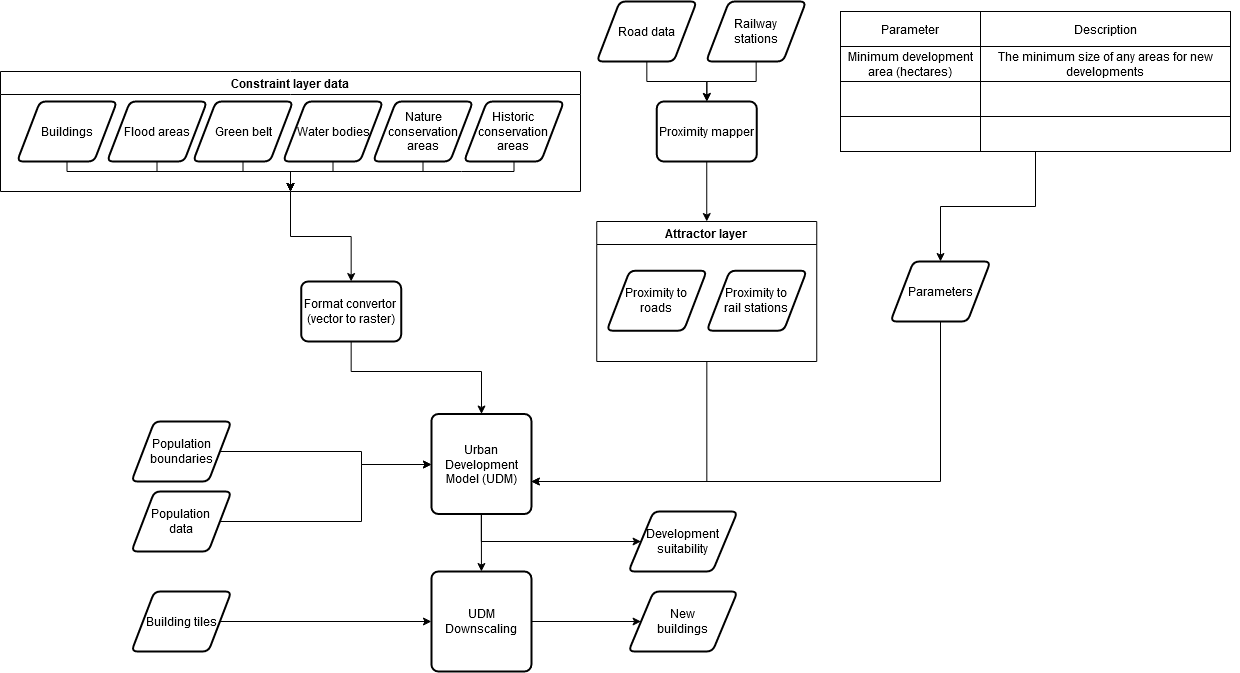 Road data
Railway
stations
Parameter
Description
Minimum development
area (hectares)
The minimum size of any areas for new
developments
Constraint layer data
Buildings
Flood areas
Green belt
Water bodies
Nature
conservation
areas
Historic
conservation
areas
Proximity mapper
Attractor layer
Proximity to
roads
Proximity to
rail stations
Parameters
Format convertor
(vector to raster)
Population
boundaries
Population
data
Urban
Development
Model (UDM)
Development
suitability
Building tiles
UDM
Downscaling
New
buildings